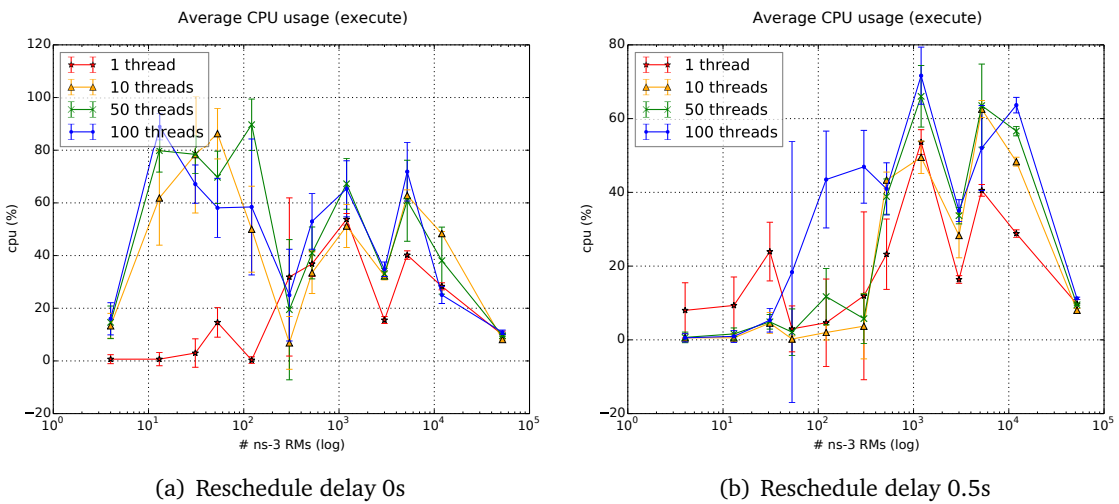 Average CPU usage (execute)
120
100
80
60
40
20
0
−20
cpu (%)
1 thread
10 threads
50 threads
100 threads
10^0
10^1
10^2
10^3
10^4
10^5
# ns-3 RMs (log)
(a) Reschedule delay 0s
Average CPU usage (execute)
80
60
40
20
0
−20
cpu (%)
1 thread
10 threads
50 threads
100 threads
10^0
10^1
10^2
10^3
10^4
10^5
# ns-3 RMs (log)
(b) Reschedule delay 0.5s